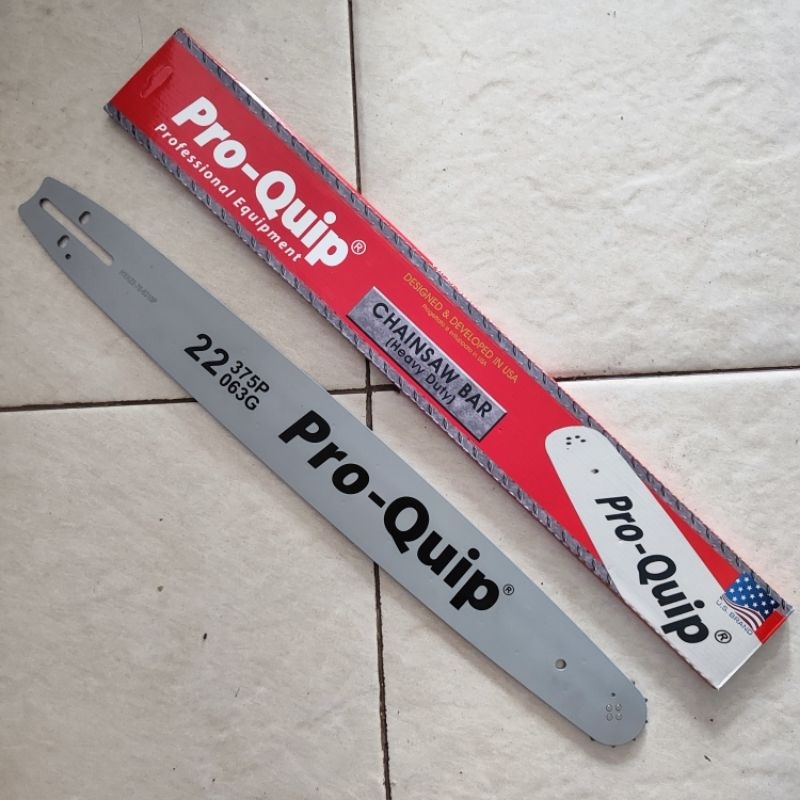 Pro-Quip®
Professional Equipment
DESIGNED & DEVELOPED IN USA
CHAINSAW BAR
(Heavy Duty)
Pro-Quip®
U.S. BRAND
22
375P
063G
Pro-Quip®